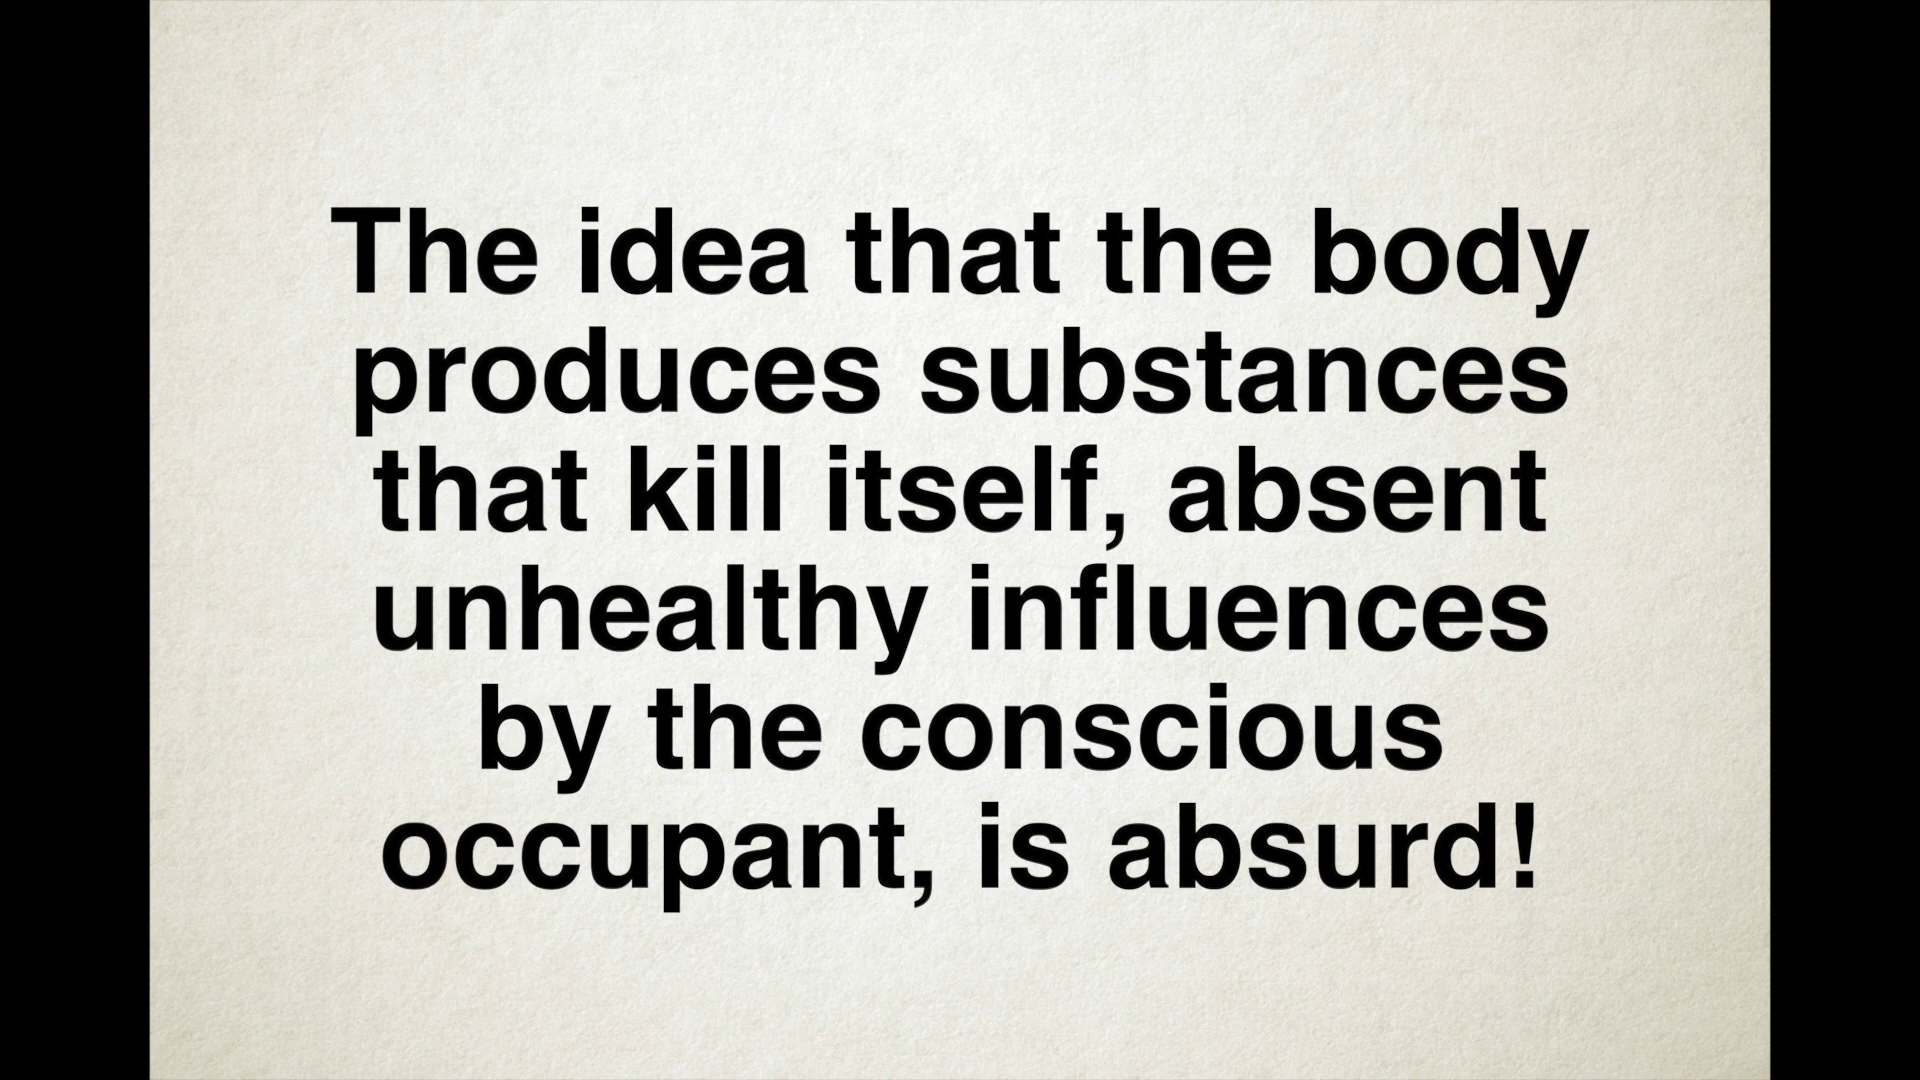 The idea that the body
produces substances
that kill itself, absent
unhealthy influences
by the conscious
occupant, is absurd!